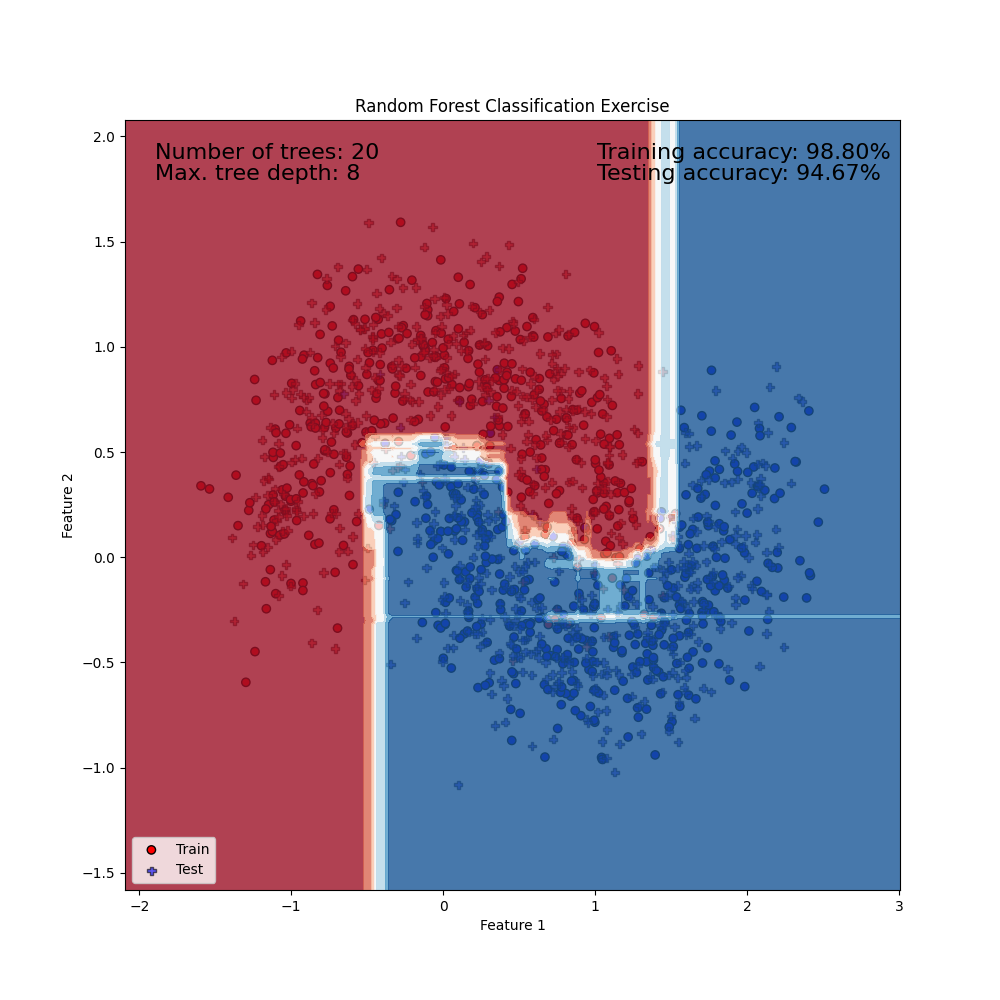 Random Forest Classification Exercise
Number of trees: 20
Max. tree depth: 8
Training accuracy: 98.80%
Testing accuracy: 94.67%
2.0
1.5
1.0
0.5
0.0
−0.5
−1.0
−1.5
Feature 2
Train
Test
−2
−1
0
1
2
3
Feature 1